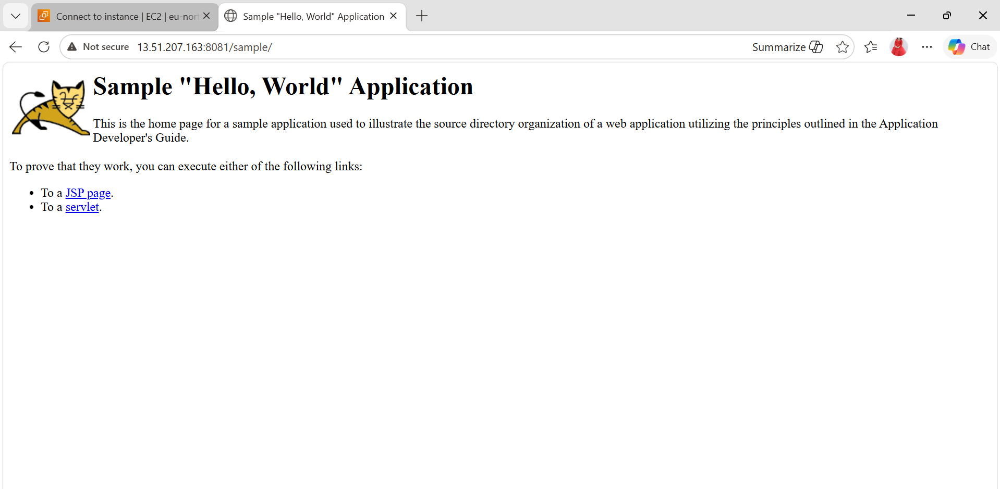 Connect to instance | EC2 | eu-nort
Sample "Hello, World" Application
Not secure 13.51.207.163:8081/sample/
Summarize
Chat
Sample "Hello, World" Application
This is the home page for a sample application used to illustrate the source directory organization of a web application utilizing the principles outlined in the Application
Developer's Guide.
To prove that they work, you can execute either of the following links:
• To a JSP page.
• To a servlet.